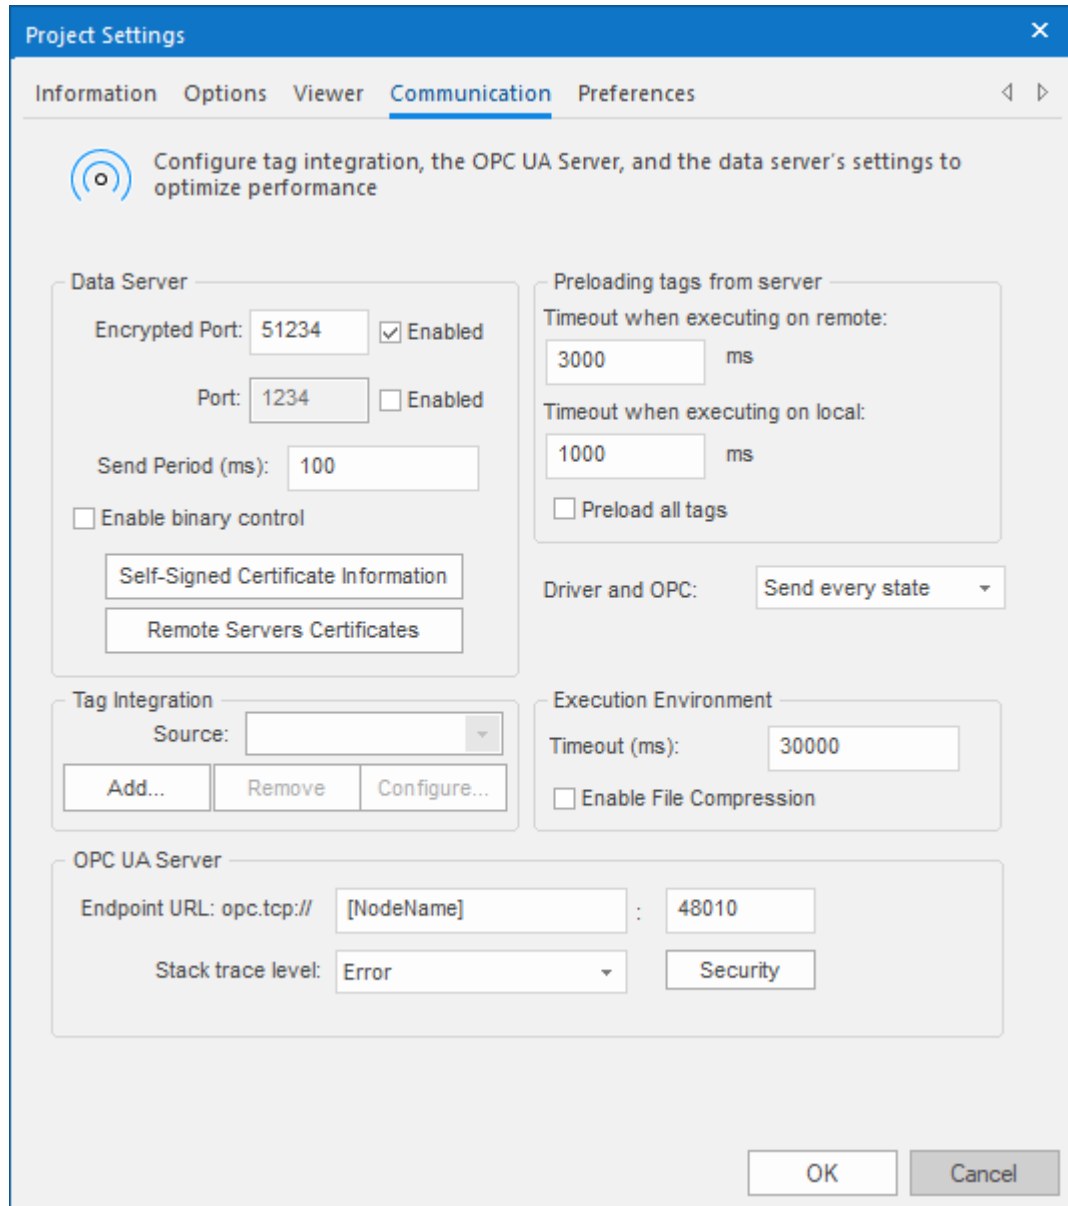 Project Settings
Information Options Viewer Communication Preferences
Configure tag integration, the OPC UA Server, and the data server's settings to
optimize performance
Data Server
Encrypted Port: 51234 Enabled
Port: 1234 Enabled
Send Period (ms): 100
Enable binary control
Self-Signed Certificate Information
Remote Servers Certificates
Preloading tags from server
Timeout when executing on remote:
3000 ms
Timeout when executing on local:
1000 ms
Preload all tags
Driver and OPC: Send every state
Tag Integration
Source:
Add... Remove Configure...
Execution Environment
Timeout (ms): 30000
Enable File Compression
OPC UA Server
Endpoint URL: opc.tcp:// [NodeName] : 48010
Stack trace level: Error Security
OK Cancel